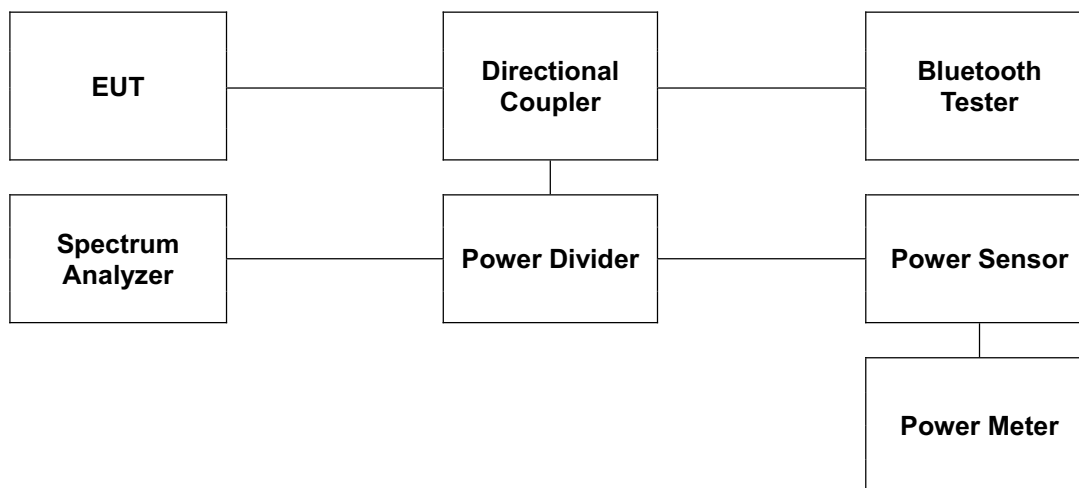 EUT
Directional
Coupler
Bluetooth
Tester
Spectrum
Analyzer
Power Divider
Power Sensor
Power Meter